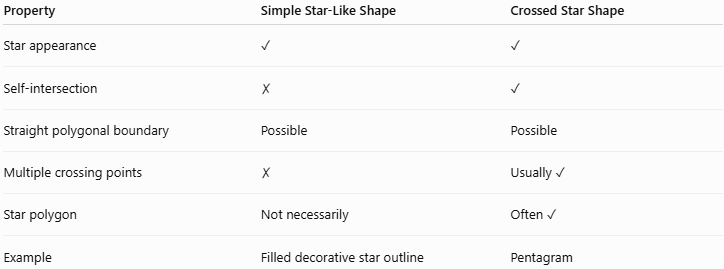 Property Simple Star-Like Shape Crossed Star Shape
Star appearance ✓ ✓
Self-intersection ✗ ✓
Straight polygonal boundary Possible Possible
Multiple crossing points ✗ Usually ✓
Star polygon Not necessarily Often ✓
Example Filled decorative star outline Pentagram